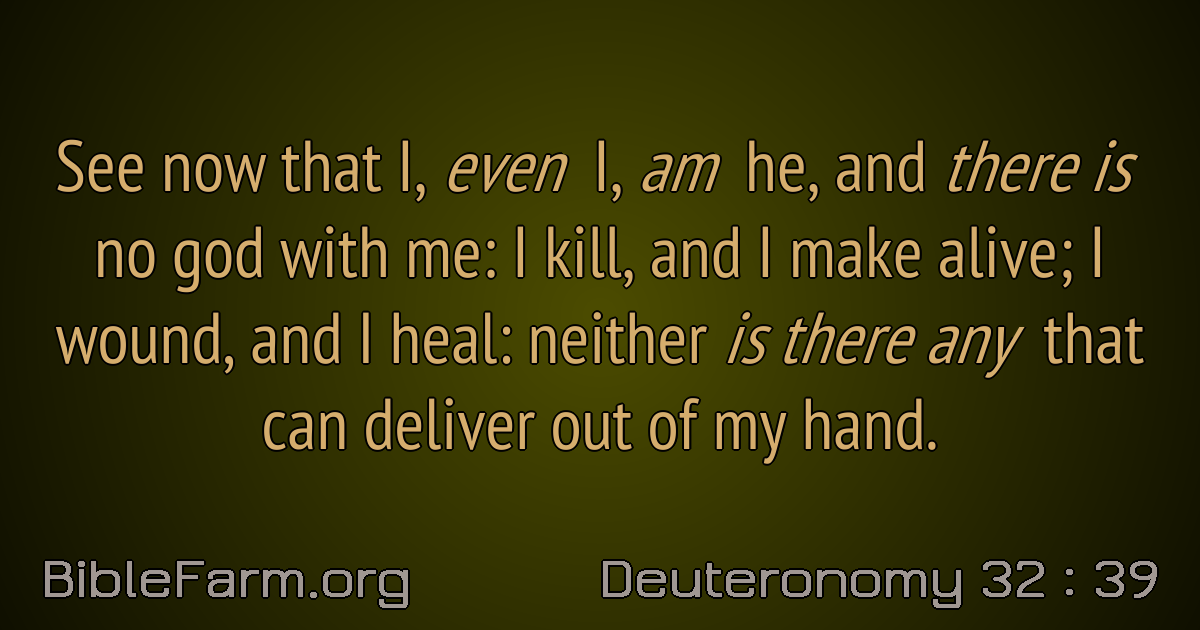 See now that I, even I, am he, and there is
no god with me: I kill, and I make alive; I
wound, and I heal: neither is there any that
can deliver out of my hand.
BibleFarm.org
Deuteronomy 32 : 39